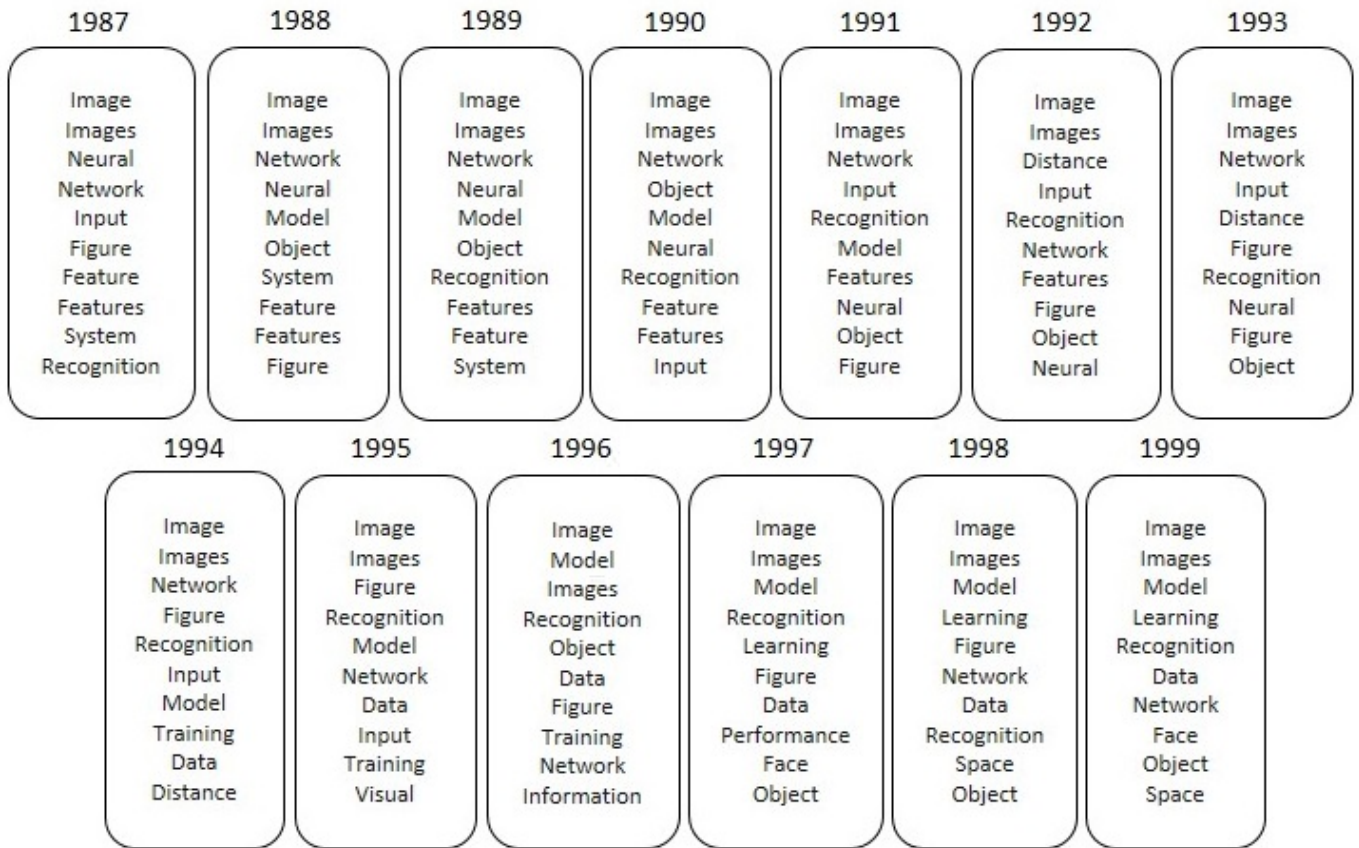 1987
Image
Images
Neural
Network
Input
Figure
Feature
Features
System
Recognition
1988
Image
Images
Network
Neural
Model
Object
System
Feature
Features
Figure
1989
Image
Images
Network
Neural
Model
Object
Recognition
Features
Feature
System
1990
Image
Images
Network
Object
Model
Neural
Recognition
Feature
Features
Input
1991
Image
Images
Network
Input
Recognition
Model
Features
Neural
Object
Figure
1992
Image
Images
Distance
Input
Recognition
Network
Features
Figure
Object
Neural
1993
Image
Images
Network
Input
Distance
Figure
Recognition
Neural
Figure
Object
1994
Image
Images
Network
Figure
Recognition
Input
Model
Training
Data
Distance
1995
Image
Images
Figure
Recognition
Model
Network
Data
Input
Training
Visual
1996
Image
Model
Images
Recognition
Object
Data
Figure
Training
Network
Information
1997
Image
Images
Model
Recognition
Learning
Figure
Data
Performance
Face
Object
1998
Image
Images
Model
Learning
Figure
Network
Data
Recognition
Space
Object
1999
Image
Images
Model
Learning
Recognition
Data
Network
Face
Object
Space